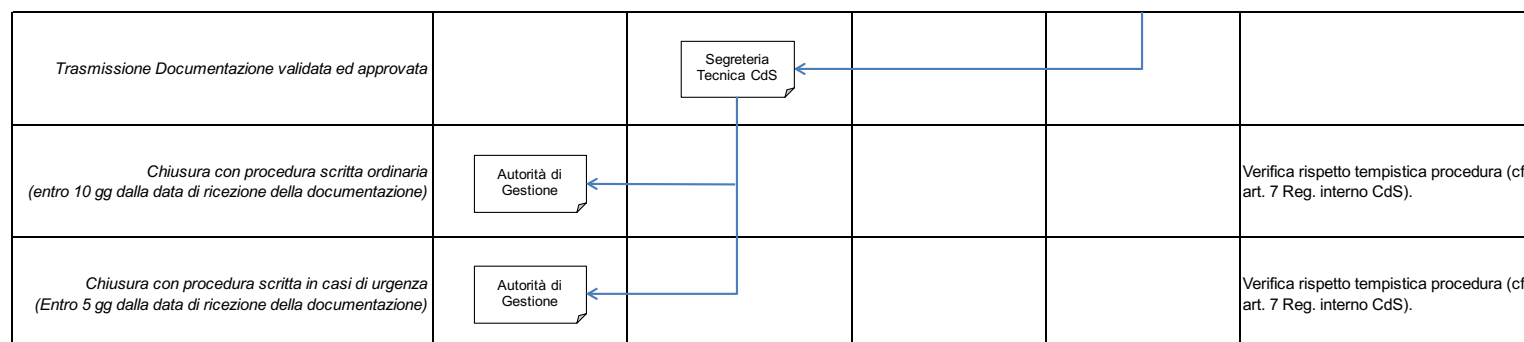 Trasmissione Documentazione validata ed approvata
Segreteria
Tecnica CdS
Chiusura con procedura scritta ordinaria
(entro 10 gg dalla data di ricezione della documentazione)
Autorità di
Gestione
Verifica rispetto tempistica procedura (cf
art. 7 Reg. interno CdS).
Chiusura con procedura scritta in casi di urgenza
(Entro 5 gg dalla data di ricezione della documentazione)
Autorità di
Gestione
Verifica rispetto tempistica procedura (cf
art. 7 Reg. interno CdS).